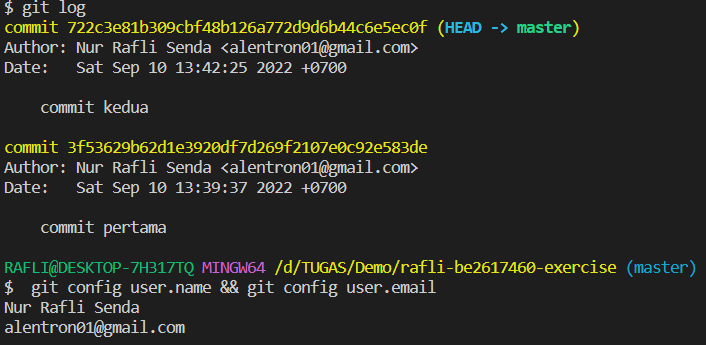 $ git log
commit 722c3e81b309cbf48b126a772d9d6b44c6e5ec0f (HEAD -> master)
Author: Nur Rafli Senda <alentron01@gmail.com>
Date:   Sat Sep 10 13:42:25 2022 +0700
    commit kedua
commit 3f53629b62d1e3920df7d269f2107e0c92e583de
Author: Nur Rafli Senda <alentron01@gmail.com>
Date:   Sat Sep 10 13:39:37 2022 +0700
    commit pertama
RAFLI@DESKTOP-7H317TQ MINGW64 /d/TUGAS/Demo/rafli-be2617460-exercise (master)
$  git config user.name && git config user.email
Nur Rafli Senda
alentron01@gmail.com